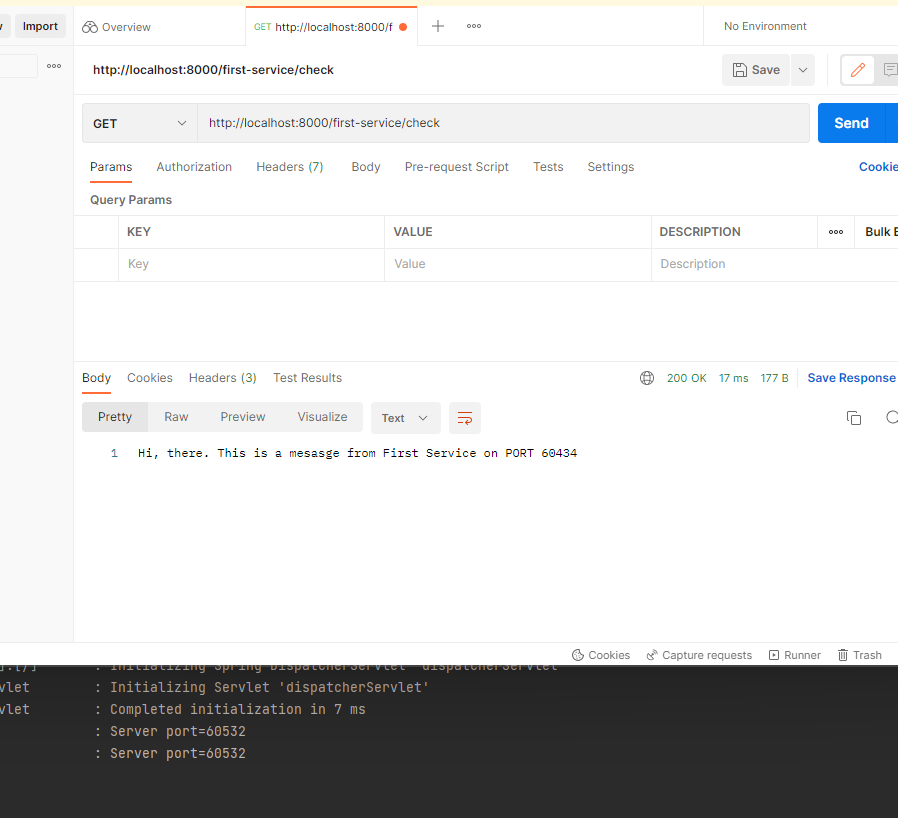 Import
Overview
GET http://localhost:8000/f
No Environment
http://localhost:8000/first-service/check
Save
GET
http://localhost:8000/first-service/check
Send
Params Authorization Headers (7) Body Pre-request Script Tests Settings Cookie
Query Params
KEY VALUE DESCRIPTION Bulk E
Key Value Description
Body Cookies Headers (3) Test Results 200 OK 17 ms 177 B Save Response
Pretty Raw Preview Visualize Text
1 Hi, there. This is a mesasge from First Service on PORT 60434
Cookies Capture requests Runner Trash
: Initializing Spring DispatcherServlet 'dispatcherServlet'
vlet : Initializing Servlet 'dispatcherServlet'
vlet : Completed initialization in 7 ms
: Server port=60532
: Server port=60532